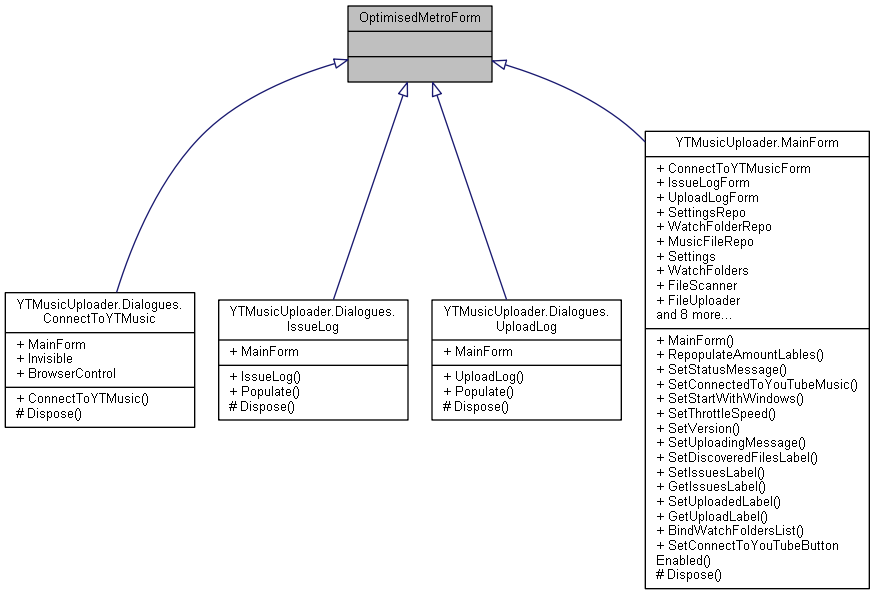 OptimisedMetroForm
YTMusicUploader.MainForm
+ ConnectToYTMusicForm
+ IssueLogForm
+ UploadLogForm
+ SettingsRepo
+ WatchFolderRepo
+ MusicFileRepo
+ Settings
+ WatchFolders
+ FileScanner
+ FileUploader
and 8 more...
+ MainForm()
+ RepopulateAmountLables()
+ SetStatusMessage()
+ SetConnectedToYouTubeMusic()
+ SetStartWithWindows()
+ SetThrottleSpeed()
+ SetVersion()
+ SetUploadingMessage()
+ SetDiscoveredFilesLabel()
+ SetIssuesLabel()
+ GetIssuesLabel()
+ SetUploadedLabel()
+ GetUploadLabel()
+ BindWatchFoldersList()
+ SetConnectToYouTubeButton
Enabled()
# Dispose()
YTMusicUploader.Dialogues.
ConnectToYTMusic
+ MainForm
+ Invisible
+ BrowserControl
+ ConnectToYTMusic()
# Dispose()
YTMusicUploader.Dialogues.
IssueLog
+ MainForm
+ IssueLog()
+ Populate()
# Dispose()
YTMusicUploader.Dialogues.
UploadLog
+ MainForm
+ UploadLog()
+ Populate()
# Dispose()